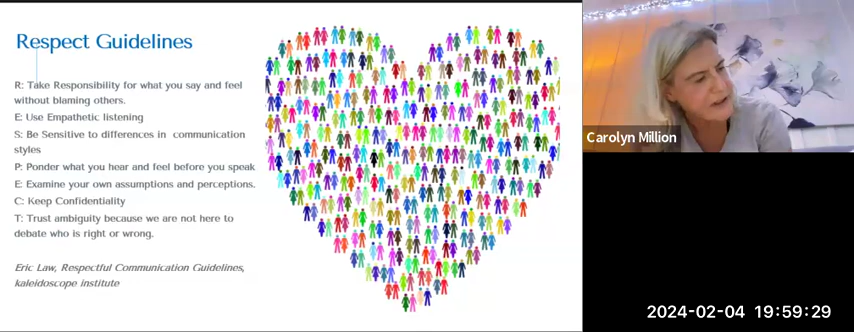 Respect Guidelines
R: Take Responsibility for what you say and feel
without blaming others.
E: Use Empathetic listening
S: Be Sensitive to differences in communication
styles
P: Ponder what you hear and feel before you speak
E: Examine your own assumptions and perceptions.
C: Keep Confidentiality
T: Trust ambiguity because we are not here to
debate who is right or wrong.
Eric Law, Respectful Communication Guidelines,
kaleidoscope institute
Carolyn Million
2024-02-04 19:59:29